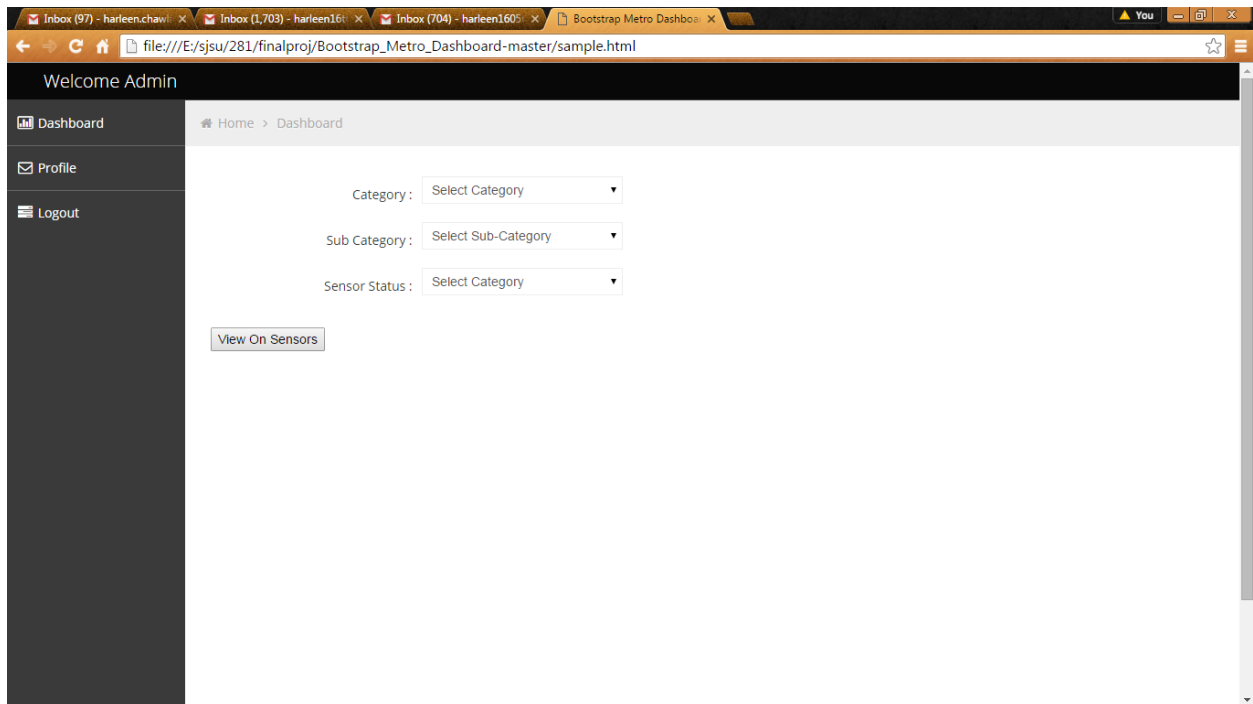 Inbox (97) - harleen.chawl
Inbox (1,703) - harleen16t
Inbox (704) - harleen1605
Bootstrap Metro Dashboa
You
file:///E:/sjsu/281/finalproj/Bootstrap_Metro_Dashboard-master/sample.html
Welcome Admin
Dashboard
Home > Dashboard
Profile
Logout
Category :
Select Category
Sub Category :
Select Sub-Category
Sensor Status :
Select Category
View On Sensors